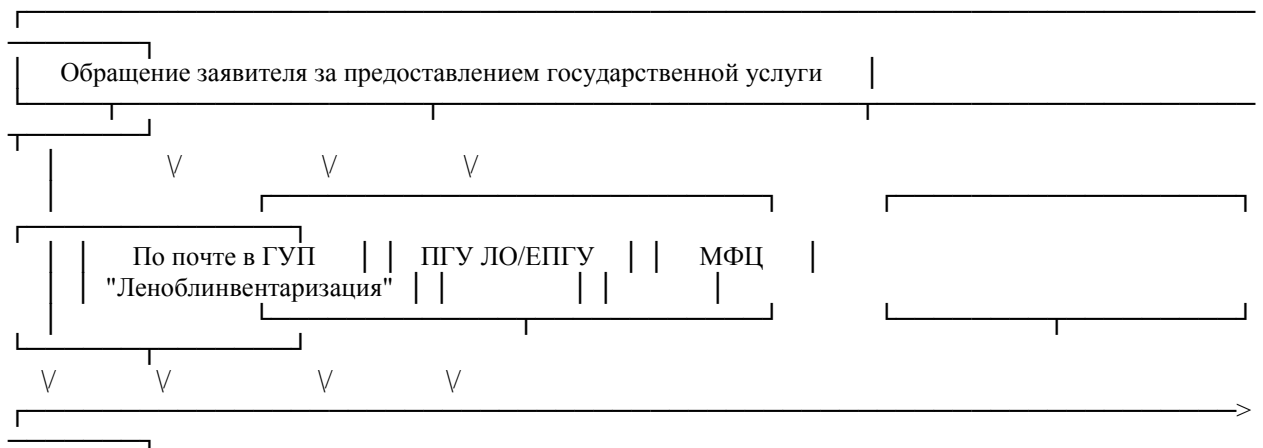 Обращение заявителя за предоставлением государственной услуги
\/ \/ \/
По почте в ГУП ПГУ ЛО/ЕПГУ МФЦ
"Леноблинвентаризация"
\/ \/ \/ \/
>